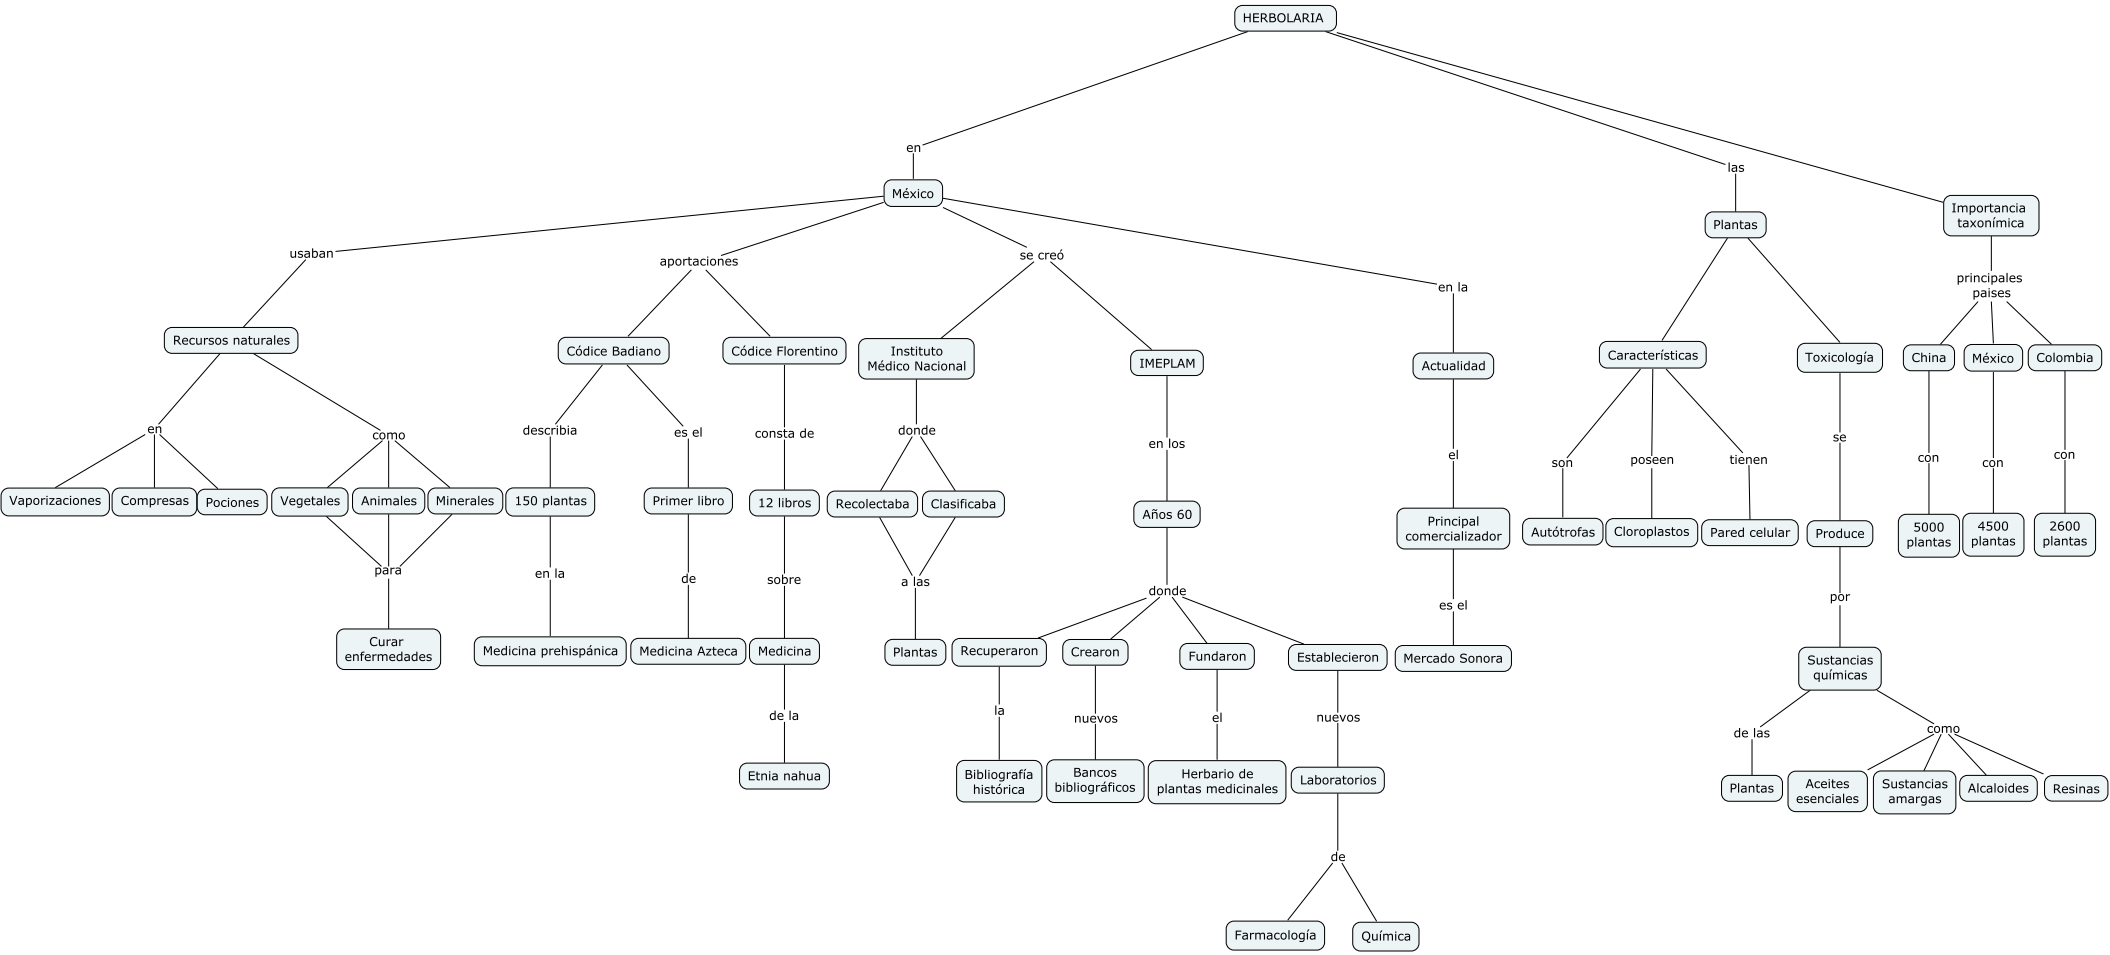 HERBOLARIA
en
México
las
Plantas
Importancia
taxonímica
usaban
aportaciones
se creó
en la
principales
paises
Recursos naturales
Códice Badiano
Códice Florentino
Instituto
Médico Nacional
IMEPLAM
Actualidad
Características
Toxicología
China
México
Colombia
en
como
describia
es el
consta de
donde
en los
el
son
poseen
tienen
se
con
con
con
Vaporizaciones
Compresas
Pociones
Vegetales
Animales
Minerales
150 plantas
Primer libro
12 libros
Recolectaba
Clasificaba
Años 60
Principal
comercializador
Autótrofas
Cloroplastos
Pared celular
Produce
5000
plantas
4500
plantas
2600
plantas
para
en la
de
sobre
a las
donde
es el
por
Curar
enfermedades
Medicina prehispánica
Medicina Azteca
Medicina
Plantas
Recuperaron
Crearon
Fundaron
Establecieron
Mercado Sonora
Sustancias
químicas
de la
la
nuevos
el
nuevos
de las
como
Etnia nahua
Bibliografía
histórica
Bancos
bibliográficos
Herbario de
plantas medicinales
Laboratorios
Plantas
Aceites
esenciales
Sustancias
amargas
Alcaloides
Resinas
de
Farmacología
Química